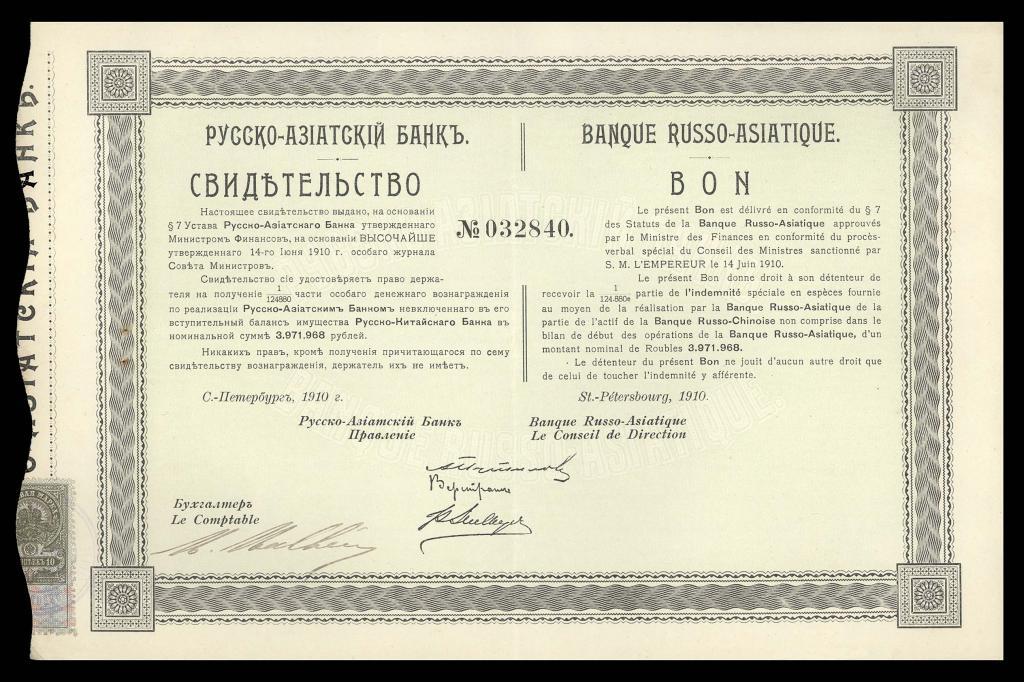 РУССКО-АЗІАТСКІЙ БАНКЪ.
СВИДѢТЕЛЬСТВО
Настоящее свидѣтельство выдано, на основаніи
§ 7 Устава Русско-Азіатскаго Банка утвержденнаго
Министромъ Финансовъ, на основаніи ВЫСОЧАЙШЕ
утвержденнаго 14-го Іюня 1910 г. особаго журнала
Совѣта Министровъ.
Свидѣтельство сіе удостовѣряетъ право держа-
теля на полученіе 1/124880 части особаго денежнаго вознагражденія
по реализаціи Русско-Азіатскимъ Банкомъ невключеннаго въ его
вступительный балансъ имущества Русско-Китайскаго Банка въ
номинальной суммѣ 3.971.968 рублей.
Никакихъ правъ, кромѣ полученія причитающагося по сему
свидѣтельству вознагражденія, держатель ихъ не имѣетъ.
С.-Петербургъ, 1910 г.
Русско-Азіатскій Банкъ
Правленіе
№ 032840.
BANQUE RUSSO-ASIATIQUE.
BON
Le présent Bon est délivré en conformité du § 7
des Statuts de la Banque Russo-Asiatique approuvés
par le Ministre des Finances en conformité du procès-
verbal spécial du Conseil des Ministres sanctionné par
S. M. L'EMPEREUR le 14 Juin 1910.
Le présent Bon donne droit à son détenteur de
recevoir la 1/124.880e partie de l'indemnité spéciale en espèces fournie
au moyen de la réalisation par la Banque Russo-Asiatique de la
partie de l'actif de la Banque Russo-Chinoise non comprise dans le
bilan de début des opérations de la Banque Russo-Asiatique, d'un
montant nominal de Roubles 3.971.968.
Le détenteur du présent Bon ne jouit d'aucun autre droit que
de celui de toucher l'indemnité y afférente.
St.-Pétersbourg, 1910.
Banque Russo-Asiatique
Le Conseil de Direction
Бухгалтеръ
Le Comptable